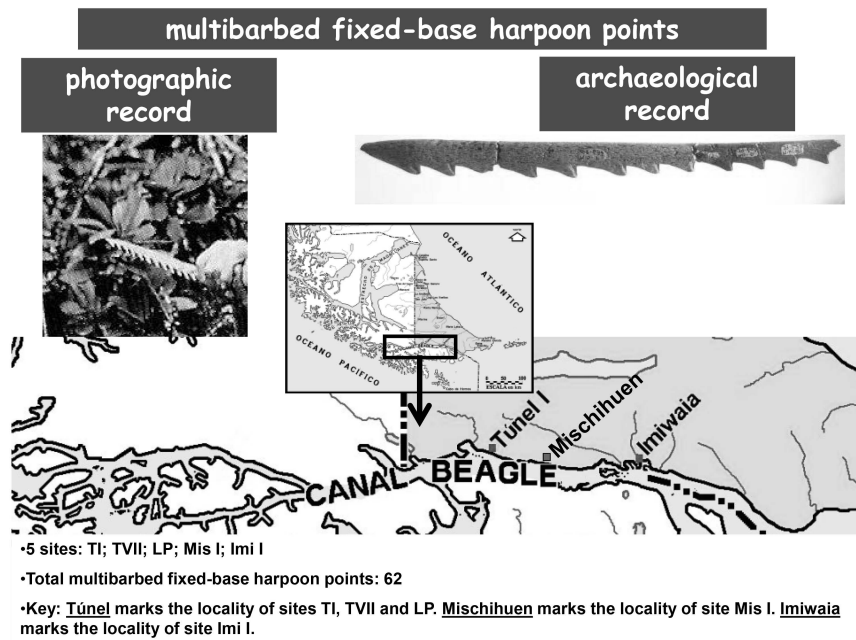 multibarbed fixed-base harpoon points
photographic
record
archaeological
record
OCEANO ATLANTICO
OCEANO PACIFICO
ESCALA en km
Túnel I
Mischihuen
Imiwaia
CANAL BEAGLE
•5 sites: TI; TVII; LP; Mis I; Imi I
•Total multibarbed fixed-base harpoon points: 62
•Key: Túnel marks the locality of sites TI, TVII and LP. Mischihuen marks the locality of site Mis I. Imiwaia
marks the locality of site Imi I.